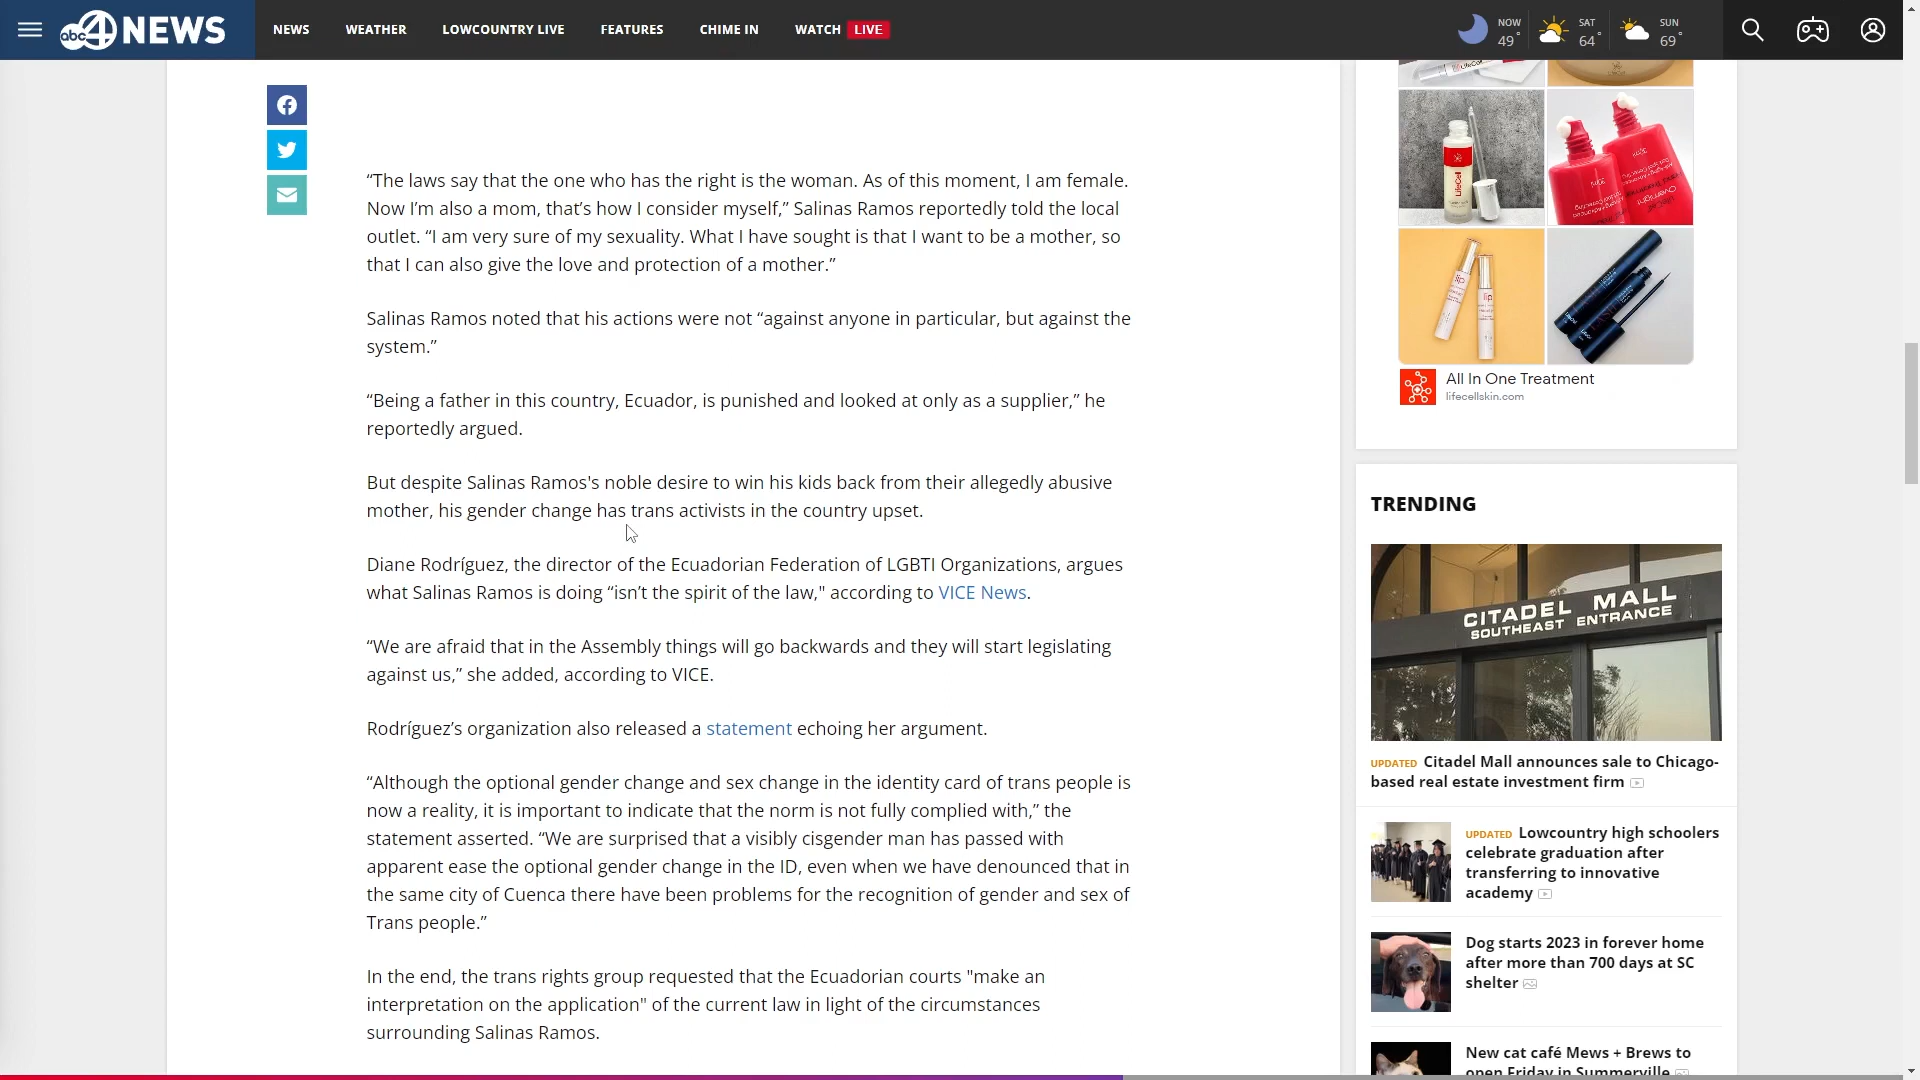 abc 4 NEWS
NEWS
WEATHER
LOWCOUNTRY LIVE
FEATURES
CHIME IN
WATCH LIVE
NOW
49°
SAT
64°
SUN
69°
“The laws say that the one who has the right is the woman. As of this moment, I am female.
Now I’m also a mom, that’s how I consider myself,” Salinas Ramos reportedly told the local
outlet. “I am very sure of my sexuality. What I have sought is that I want to be a mother, so
that I can also give the love and protection of a mother.”
Salinas Ramos noted that his actions were not “against anyone in particular, but against the
system.”
“Being a father in this country, Ecuador, is punished and looked at only as a supplier,” he
reportedly argued.
But despite Salinas Ramos's noble desire to win his kids back from their allegedly abusive
mother, his gender change has trans activists in the country upset.
Diane Rodríguez, the director of the Ecuadorian Federation of LGBTI Organizations, argues
what Salinas Ramos is doing “isn’t the spirit of the law," according to VICE News.
“We are afraid that in the Assembly things will go backwards and they will start legislating
against us,” she added, according to VICE.
Rodríguez’s organization also released a statement echoing her argument.
“Although the optional gender change and sex change in the identity card of trans people is
now a reality, it is important to indicate that the norm is not fully complied with,” the
statement asserted. “We are surprised that a visibly cisgender man has passed with
apparent ease the optional gender change in the ID, even when we have denounced that in
the same city of Cuenca there have been problems for the recognition of gender and sex of
Trans people.”
In the end, the trans rights group requested that the Ecuadorian courts "make an
interpretation on the application" of the current law in light of the circumstances
surrounding Salinas Ramos.
LifeCell
LifeCell
lip
lip
All In One Treatment
lifecellskin.com
TRENDING
CITADEL MALL
SOUTHEAST ENTRANCE
UPDATED Citadel Mall announces sale to Chicago-
based real estate investment firm
UPDATED Lowcountry high schoolers
celebrate graduation after
transferring to innovative
academy
Dog starts 2023 in forever home
after more than 700 days at SC
shelter
New cat café Mews + Brews to
open Friday in Summerville